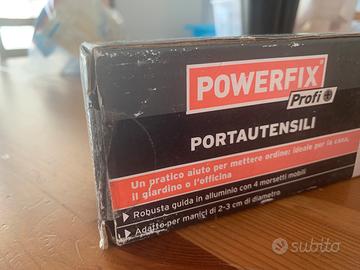 POWERFIX
Profi+
PORTAUTENSILI
Un pratico aiuto per mettere ordine: ideale per la casa,
il giardino o l'officina
Robusta guida in alluminio con 4 morsetti mobili
Adatto per manici di 2-3 cm di diametro
subito